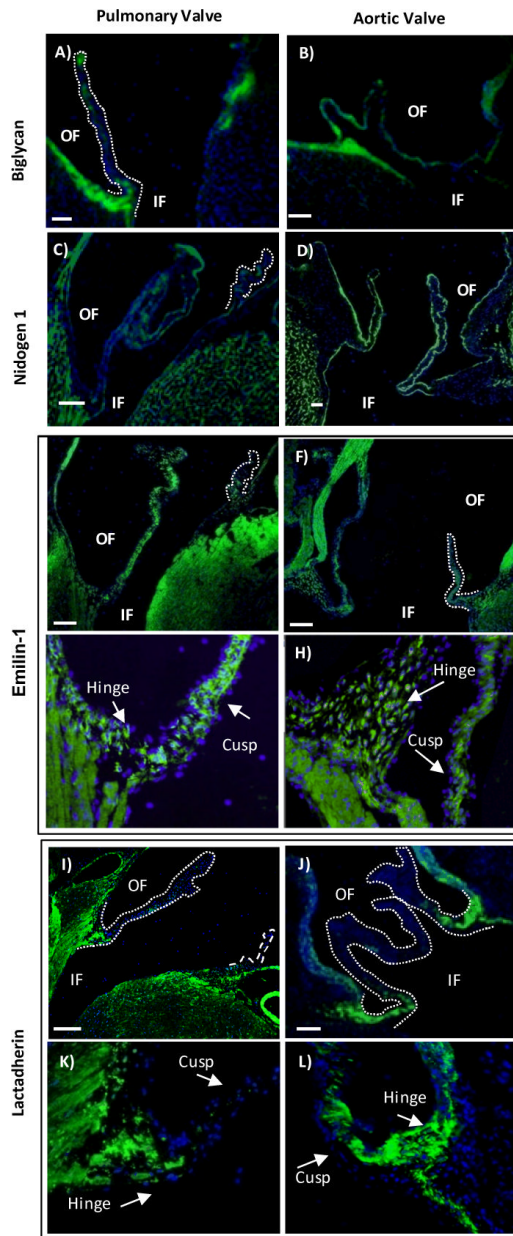 Pulmonary Valve
Aortic Valve
Biglycan
A)
OF
IF
B)
OF
IF
Nidogen 1
C)
OF
IF
D)
OF
IF
Emilin-1
OF
IF
F)
OF
IF
Hinge
Cusp
H)
Hinge
Cusp
Lactadherin
I)
OF
IF
J)
OF
IF
K)
Cusp
Hinge
L)
Hinge
Cusp